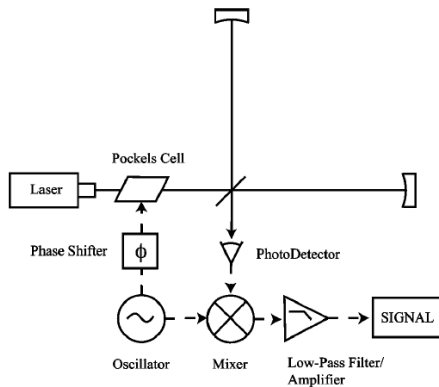 Pockels Cell
Laser
Phase Shifter
ϕ
PhotoDetector
SIGNAL
Oscillator
Mixer
Low-Pass Filter/
Amplifier